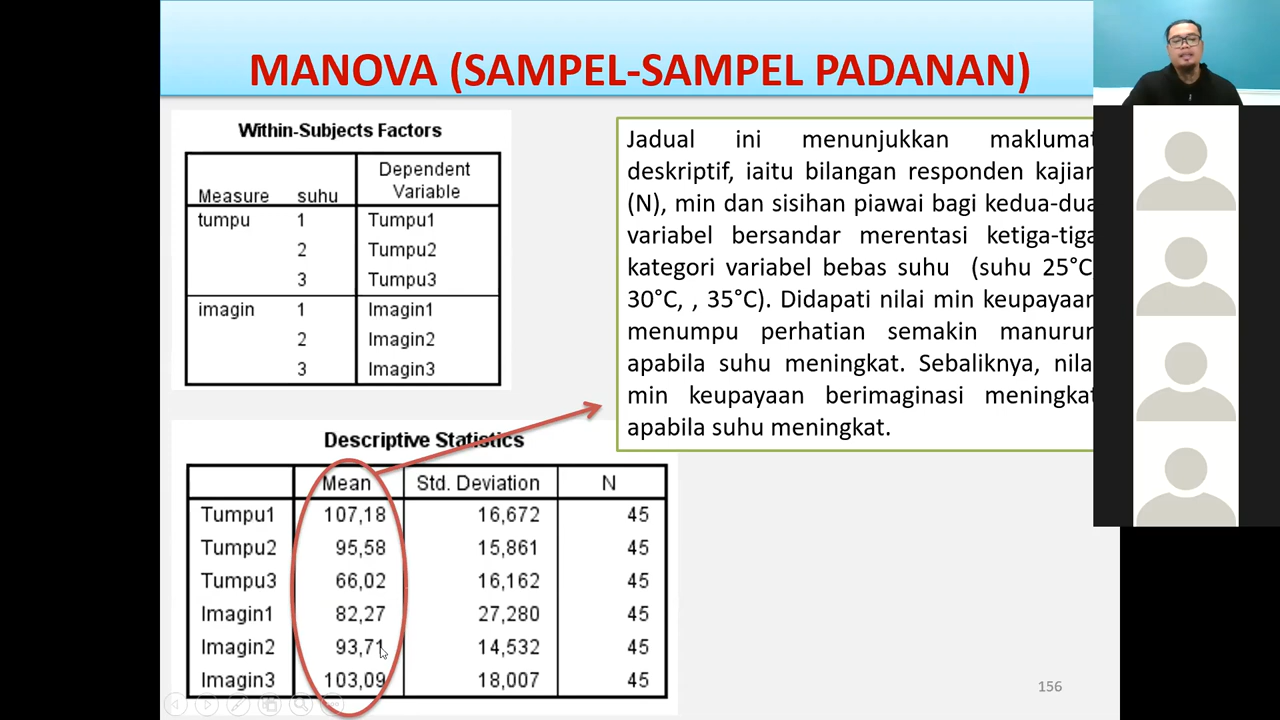 MANOVA (SAMPEL-SAMPEL PADANAN)
Within-Subjects Factors
Measure suhu Dependent Variable
tumpu 1 Tumpu1
2 Tumpu2
3 Tumpu3
imagin 1 Imagin1
2 Imagin2
3 Imagin3
Jadual ini menunjukkan maklumat
deskriptif, iaitu bilangan responden kajian
(N), min dan sisihan piawai bagi kedua-dua
variabel bersandar merentasi ketiga-tiga
kategori variabel bebas suhu (suhu 25°C
30°C, , 35°C). Didapati nilai min keupayaan
menumpu perhatian semakin manurun
apabila suhu meningkat. Sebaliknya, nilai
min keupayaan berimaginasi meningkat
apabila suhu meningkat.
Descriptive Statistics
Mean Std. Deviation N
Tumpu1 107,18 16,672 45
Tumpu2 95,58 15,861 45
Tumpu3 66,02 16,162 45
Imagin1 82,27 27,280 45
Imagin2 93,71 14,532 45
Imagin3 103,09 18,007 45
156